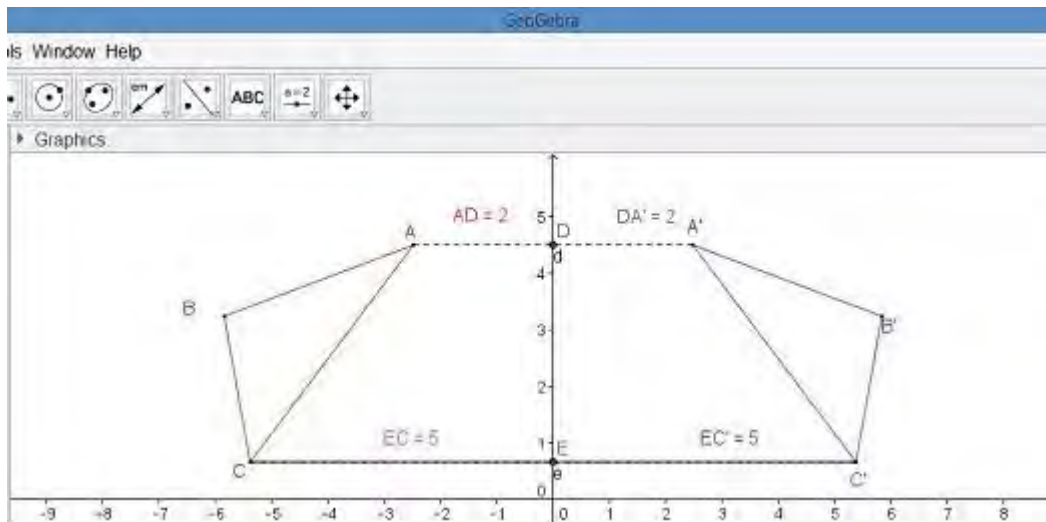 GeoGebra
ols Window Help
ABC a=2
Graphics
AD = 2 DA' = 2
A D A'
d
B B'
EC = 5 EC' = 5
E
C e C'
5
4
3
2
1
0
-9 -8 -7 -6 -5 -4 -3 -2 -1 0 1 2 3 4 5 6 7 8